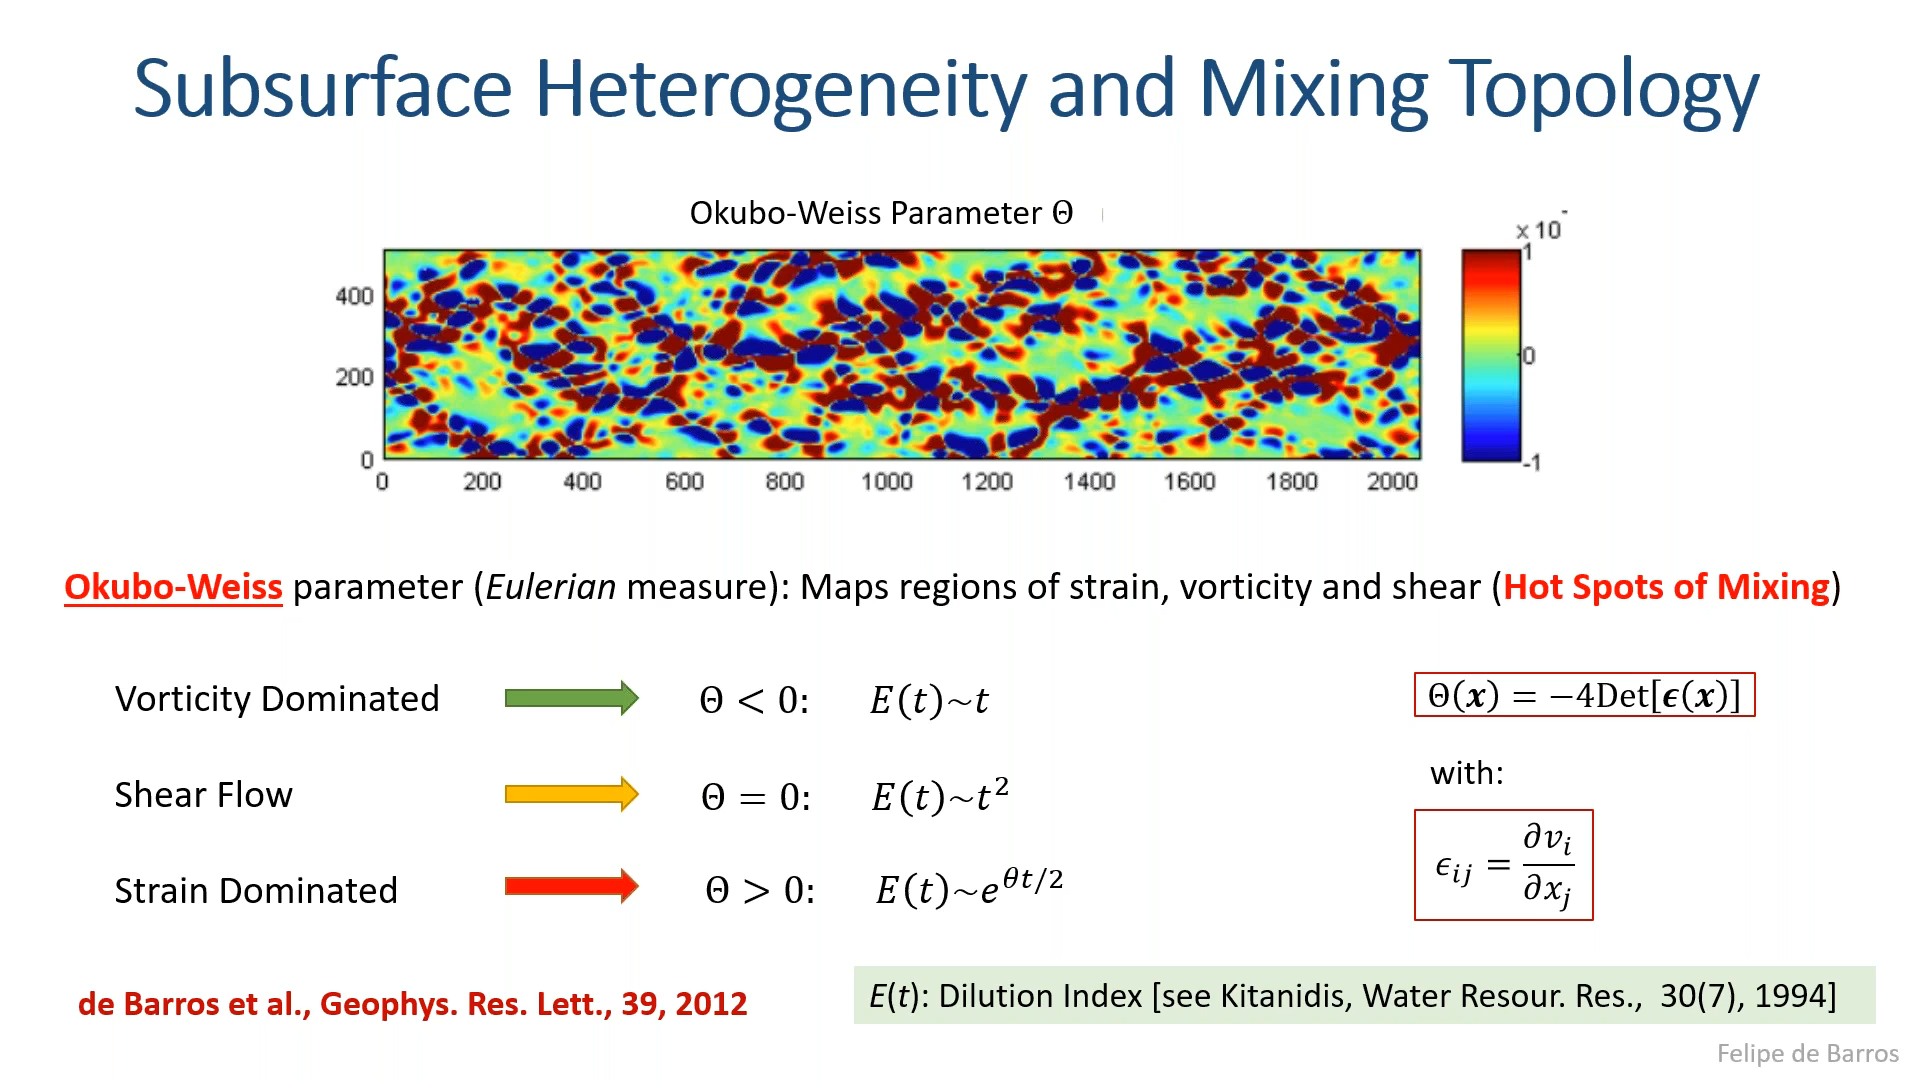 Subsurface Heterogeneity and Mixing Topology
Okubo-Weiss Parameter Θ
x 10
400
200
0
0 200 400 600 800 1000 1200 1400 1600 1800 2000
1
0
-1
Okubo-Weiss parameter (Eulerian measure): Maps regions of strain, vorticity and shear (Hot Spots of Mixing)
Vorticity Dominated Θ < 0: E(t)~t
Θ(x) = −4Det[ϵ(x)]
with:
Shear Flow Θ = 0: E(t)~t²
ϵij = ∂vi/∂xj
Strain Dominated Θ > 0: E(t)~e^θt/2
de Barros et al., Geophys. Res. Lett., 39, 2012
E(t): Dilution Index [see Kitanidis, Water Resour. Res., 30(7), 1994]
Felipe de Barros